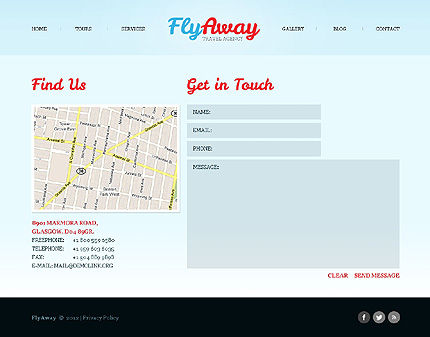 HOME
TOURS
SERVICES
FlyAway
TRAVEL AGENCY
GALLERY
BLOG
CONTACT
Find Us
Get in Touch
NAME:
EMAIL:
PHONE:
MESSAGE:
8901 MARMORA ROAD,
GLASGOW, D04 89GR.
FREEPHONE: +1 800 559 6580
TELEPHONE: +1 959 603 6035
FAX: +1 504 889 9898
E-MAIL: MAIL@DEMOLINK.ORG
CLEAR SEND MESSAGE
FlyAway © 2012 | Privacy Policy